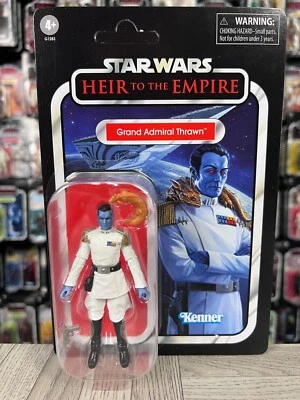 4+
WARNING:
CHOKING HAZARD-Small parts.
Not for children under 3 years.
STAR WARS
HEIR TO THE EMPIRE
Grand Admiral Thrawn™
Kenner